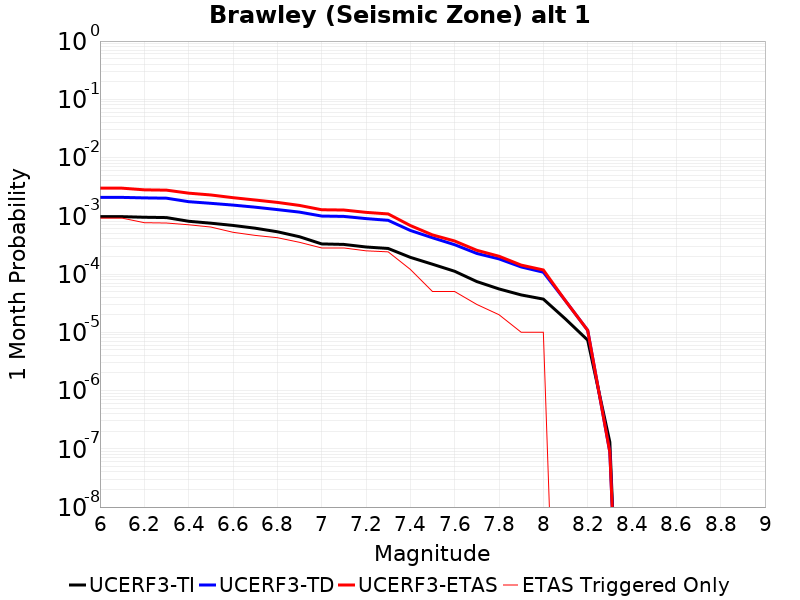 Brawley (Seismic Zone) alt 1
1 Month Probability
10^0
10^-1
10^-2
10^-3
10^-4
10^-5
10^-6
10^-7
10^-8
6 6.2 6.4 6.6 6.8 7 7.2 7.4 7.6 7.8 8 8.2 8.4 8.6 8.8 9
Magnitude
UCERF3-TI UCERF3-TD UCERF3-ETAS ETAS Triggered Only